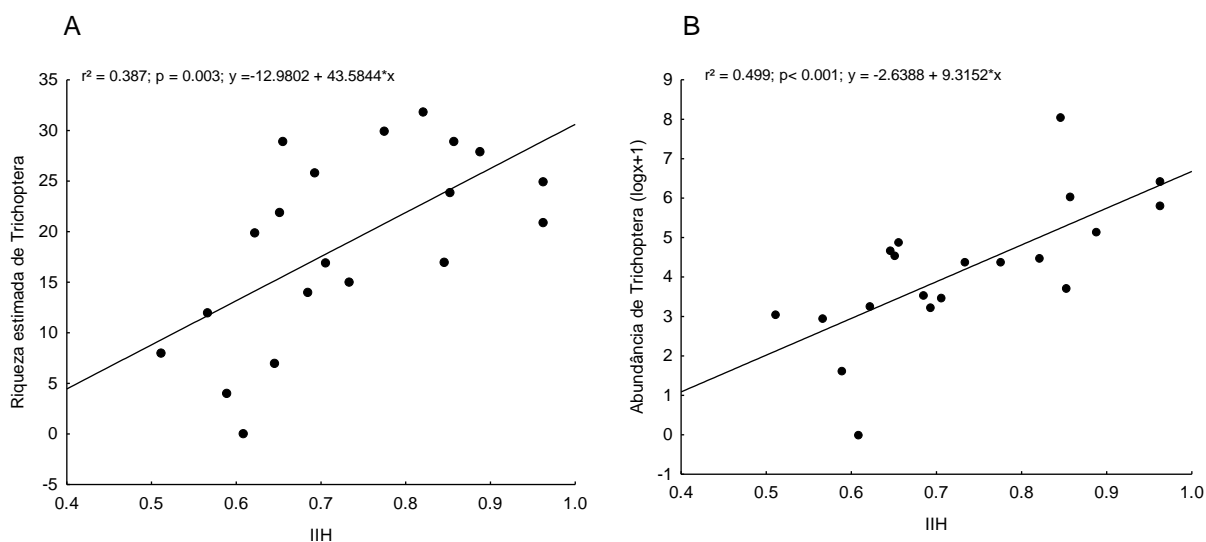 A
r² = 0.387; p = 0.003; y =-12.9802 + 43.5844*x
Riqueza estimada de Trichoptera
35
30
25
20
15
10
5
0
-5
0.4 0.5 0.6 0.7 0.8 0.9 1.0
IIH
B
r² = 0.499; p< 0.001; y = -2.6388 + 9.3152*x
Abundância de Trichoptera (logx+1)
9
8
7
6
5
4
3
2
1
0
-1
0.4 0.5 0.6 0.7 0.8 0.9 1.0
IIH